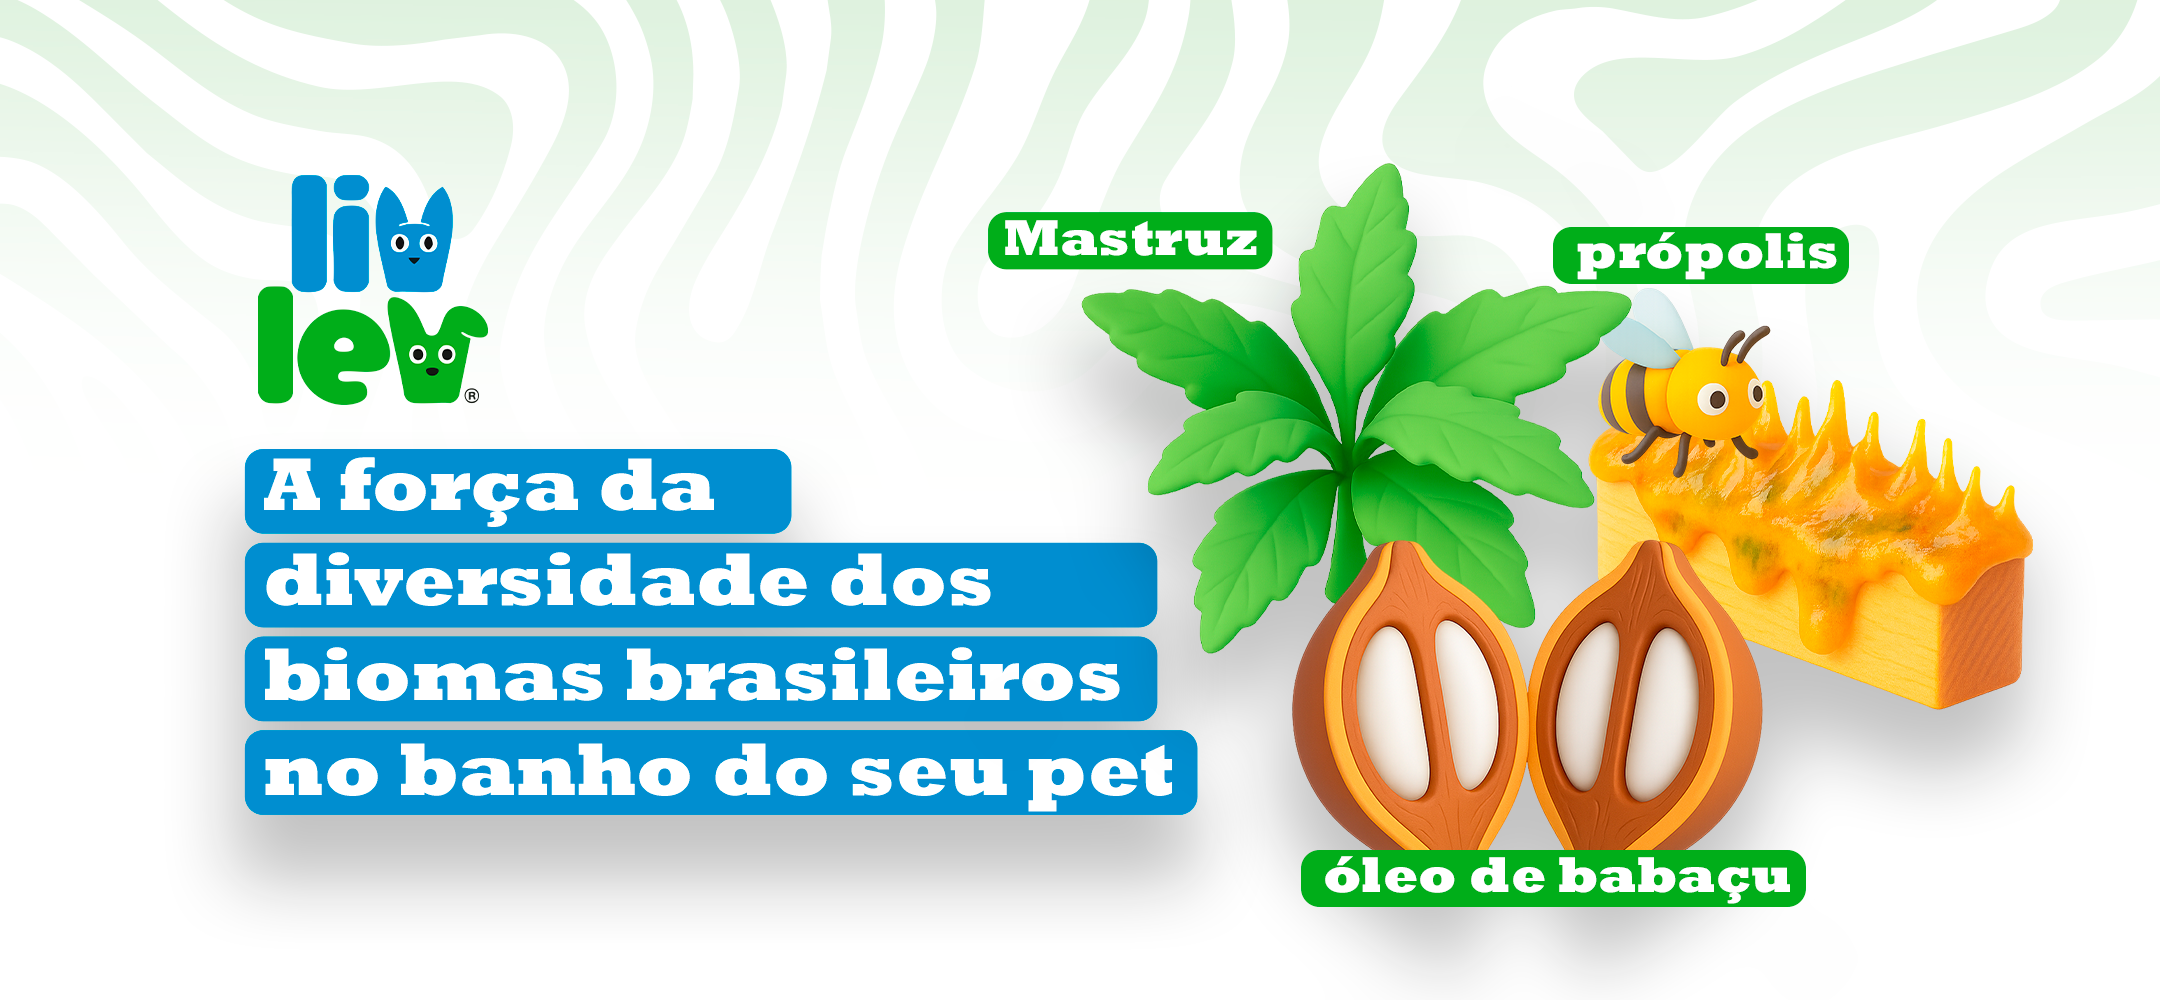 liv
lev®
A força da
diversidade dos
biomas brasileiros
no banho do seu pet
Mastruz
própolis
óleo de babaçu